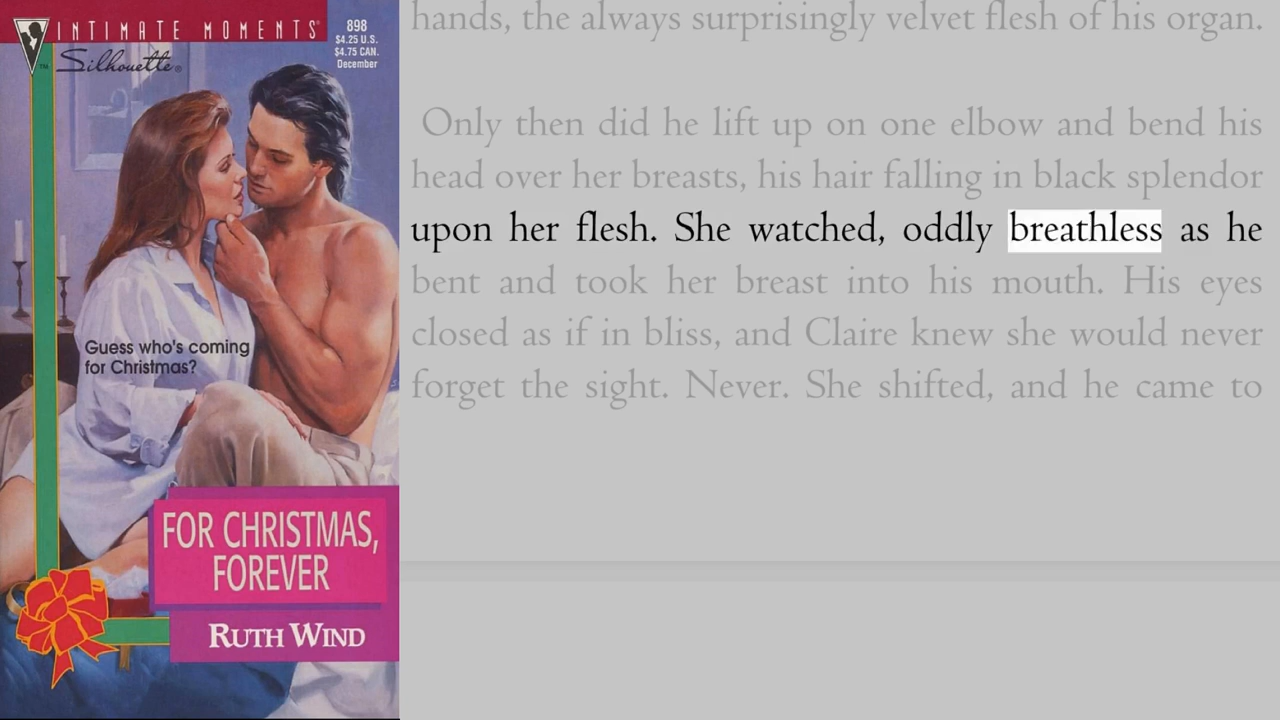 INTIMATE MOMENTS®
Silhouette®
TM
898
$4.25 U.S.
$4.75 CAN.
December
Guess who's coming
for Christmas?
FOR CHRISTMAS,
FOREVER
RUTH WIND
hands, the always surprisingly velvet flesh of his organ.
Only then did he lift up on one elbow and bend his
head over her breasts, his hair falling in black splendor
upon her flesh. She watched, oddly breathless as he
bent and took her breast into his mouth. His eyes
closed as if in bliss, and Claire knew she would never
forget the sight. Never. She shifted, and he came to